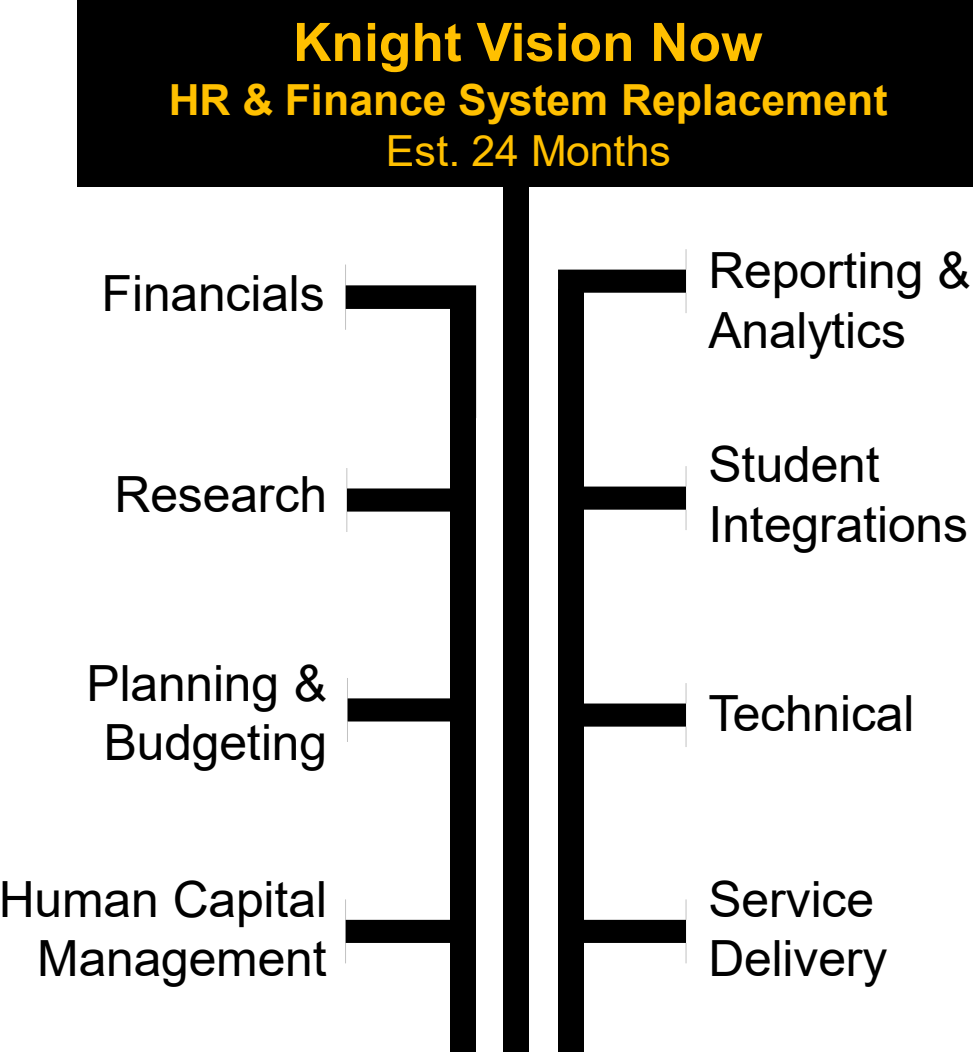 Knight Vision Now
HR & Finance System Replacement
Est. 24 Months
Financials
Research
Planning &
Budgeting
Human Capital
Management
Reporting &
Analytics
Student
Integrations
Technical
Service
Delivery